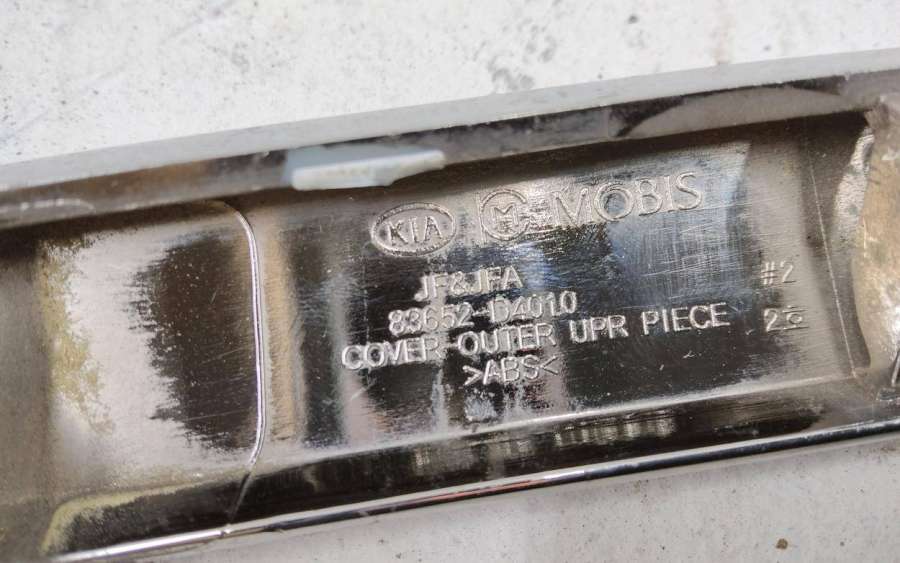 KIA MOBIS
JF&JFA
83652-D4010
COVER-OUTER UPR PIECE
>ABS<
#2
2